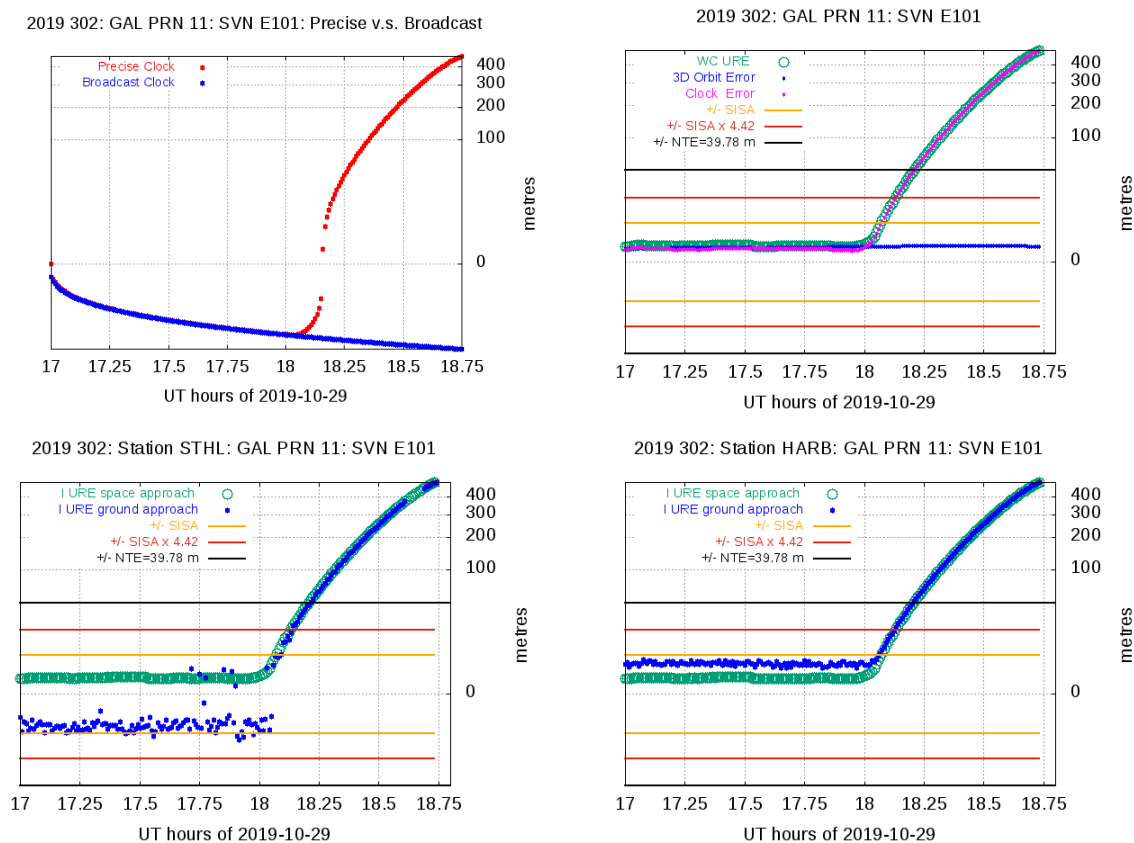 2019 302: GAL PRN 11: SVN E101: Precise v.s. Broadcast
Precise Clock
Broadcast Clock
400
300
200
100
0
metres
17 17.25 17.5 17.75 18 18.25 18.5 18.75
UT hours of 2019-10-29
2019 302: GAL PRN 11: SVN E101
WC URE
3D Orbit Error
Clock Error
+/- SISA
+/- SISA x 4.42
+/- NTE=39.78 m
400
300
200
100
0
metres
17 17.25 17.5 17.75 18 18.25 18.5 18.75
UT hours of 2019-10-29
2019 302: Station STHL: GAL PRN 11: SVN E101
I URE space approach
I URE ground approach
+/- SISA
+/- SISA x 4.42
+/- NTE=39.78 m
400
300
200
100
0
metres
17 17.25 17.5 17.75 18 18.25 18.5 18.75
UT hours of 2019-10-29
2019 302: Station HARB: GAL PRN 11: SVN E101
I URE space approach
I URE ground approach
+/- SISA
+/- SISA x 4.42
+/- NTE=39.78 m
400
300
200
100
0
metres
17 17.25 17.5 17.75 18 18.25 18.5 18.75
UT hours of 2019-10-29